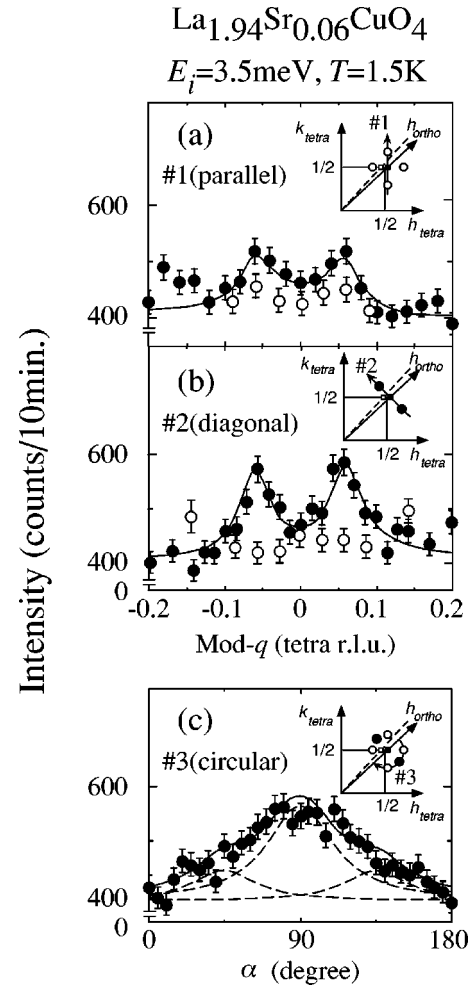 La1.94Sr0.06CuO4
Ei=3.5meV, T=1.5K
(a)
#1(parallel)
ktetra
#1
hortho
1/2
1/2
htetra
600
400
(b)
#2(diagonal)
ktetra
#2
hortho
1/2
1/2
htetra
600
400
0
-0.2
-0.1
0
0.1
0.2
Mod-q (tetra r.l.u.)
Intensity (counts/10min.)
(c)
#3(circular)
ktetra
hortho
1/2
#3
1/2
htetra
600
400
0
0
90
180
α (degree)